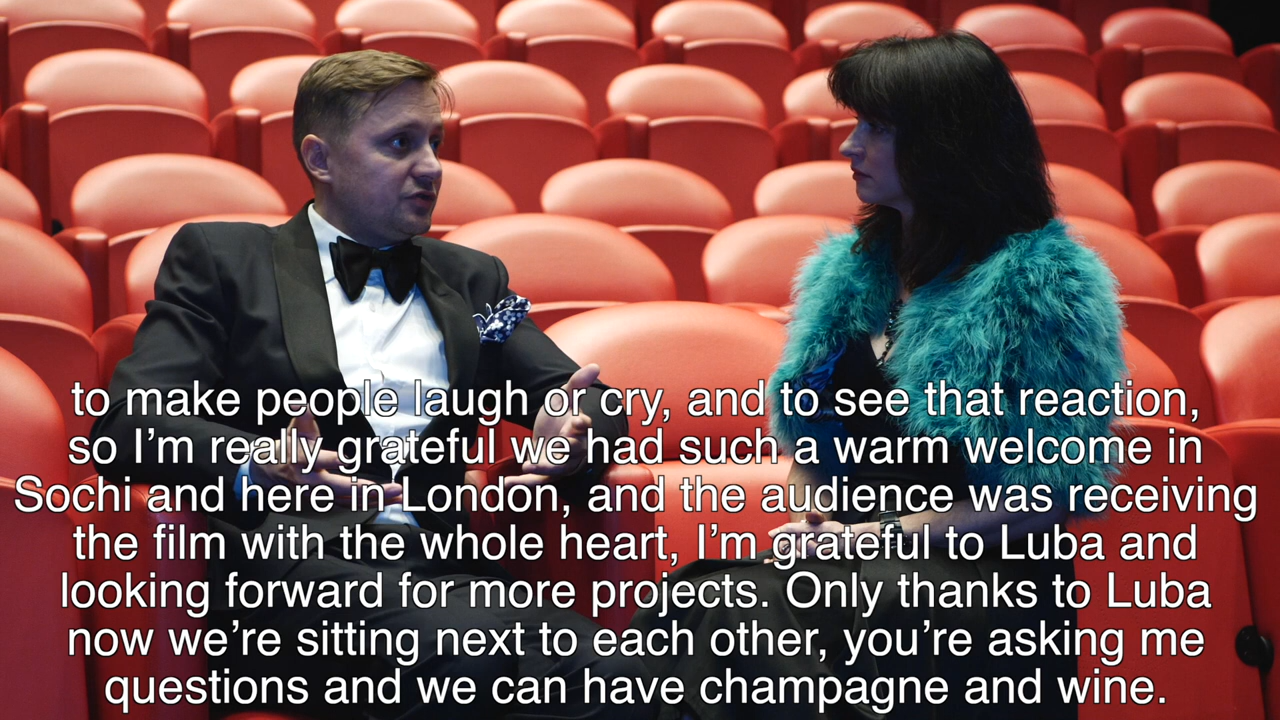 to make people laugh or cry, and to see that reaction,
so I’m really grateful we had such a warm welcome in
Sochi and here in London, and the audience was receiving
the film with the whole heart, I’m grateful to Luba and
looking forward for more projects. Only thanks to Luba
now we’re sitting next to each other, you’re asking me
questions and we can have champagne and wine.